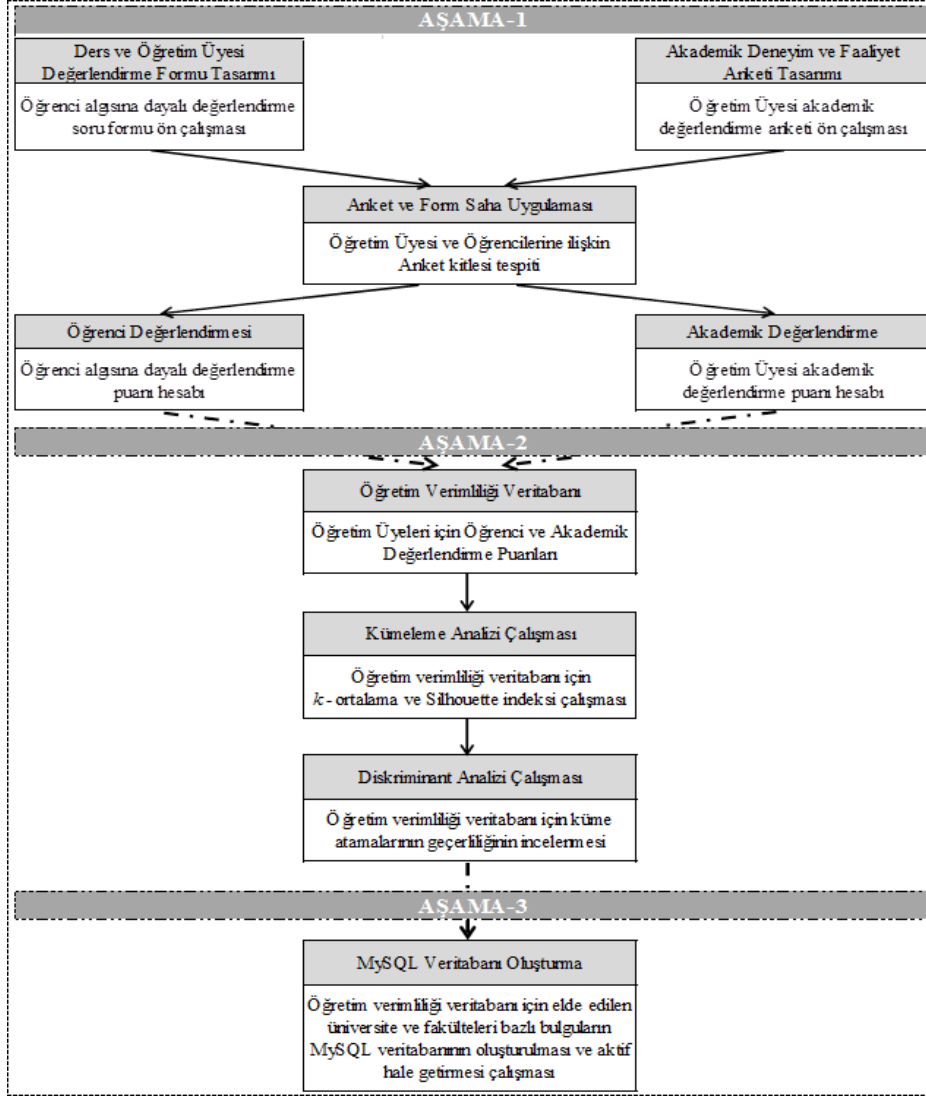 AŞAMA-1
Ders ve Öğretim Üyesi
Değerlendirme Formu Tasarımı
Öğrenci algısına dayalı değerlendirme
soru formu ön çalışması
Akademik Deneyim ve Faaliyet
Anketi Tasarımı
Öğretim Üyesi akademik
değerlendirme anketi ön çalışması
Anket ve Form Saha Uygulaması
Öğretim Üyesi ve Öğrencilerine ilişkin
Anket kitlesi tespiti
Öğrenci Değerlendirmesi
Öğrenci algısına dayalı değerlendirme
puanı hesabı
Akademik Değerlendirme
Öğretim Üyesi akademik
değerlendirme puanı hesabı
AŞAMA-2
Öğretim Verimliliği Veritabanı
Öğretim Üyeleri için Öğrenci ve Akademik
Değerlendirme Puanları
Kümeleme Analizi Çalışması
Öğretim verimliliği veritabanı için
k- ortalama ve Silhouette indeksi çalışması
Diskriminant Analizi Çalışması
Öğretim verimliliği veritabanı için küme
atamalarının geçerliliğinin incelenmesi
AŞAMA-3
MySQL Veritabanı Oluşturma
Öğretim verimliliği veritabanı için elde edilen
üniversite ve fakülteleri bazlı bulguların
MySQL veritabanının oluşturulması ve aktif
hale getirmesi çalışması